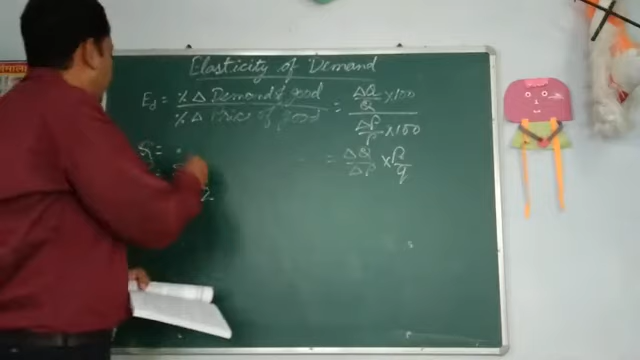 Elasticity of Demand
Ed = % Δ Demand of good / % Δ Price of good = ΔQ/Q ×100 / ΔP/P ×100
= ΔQ/ΔP × P/q